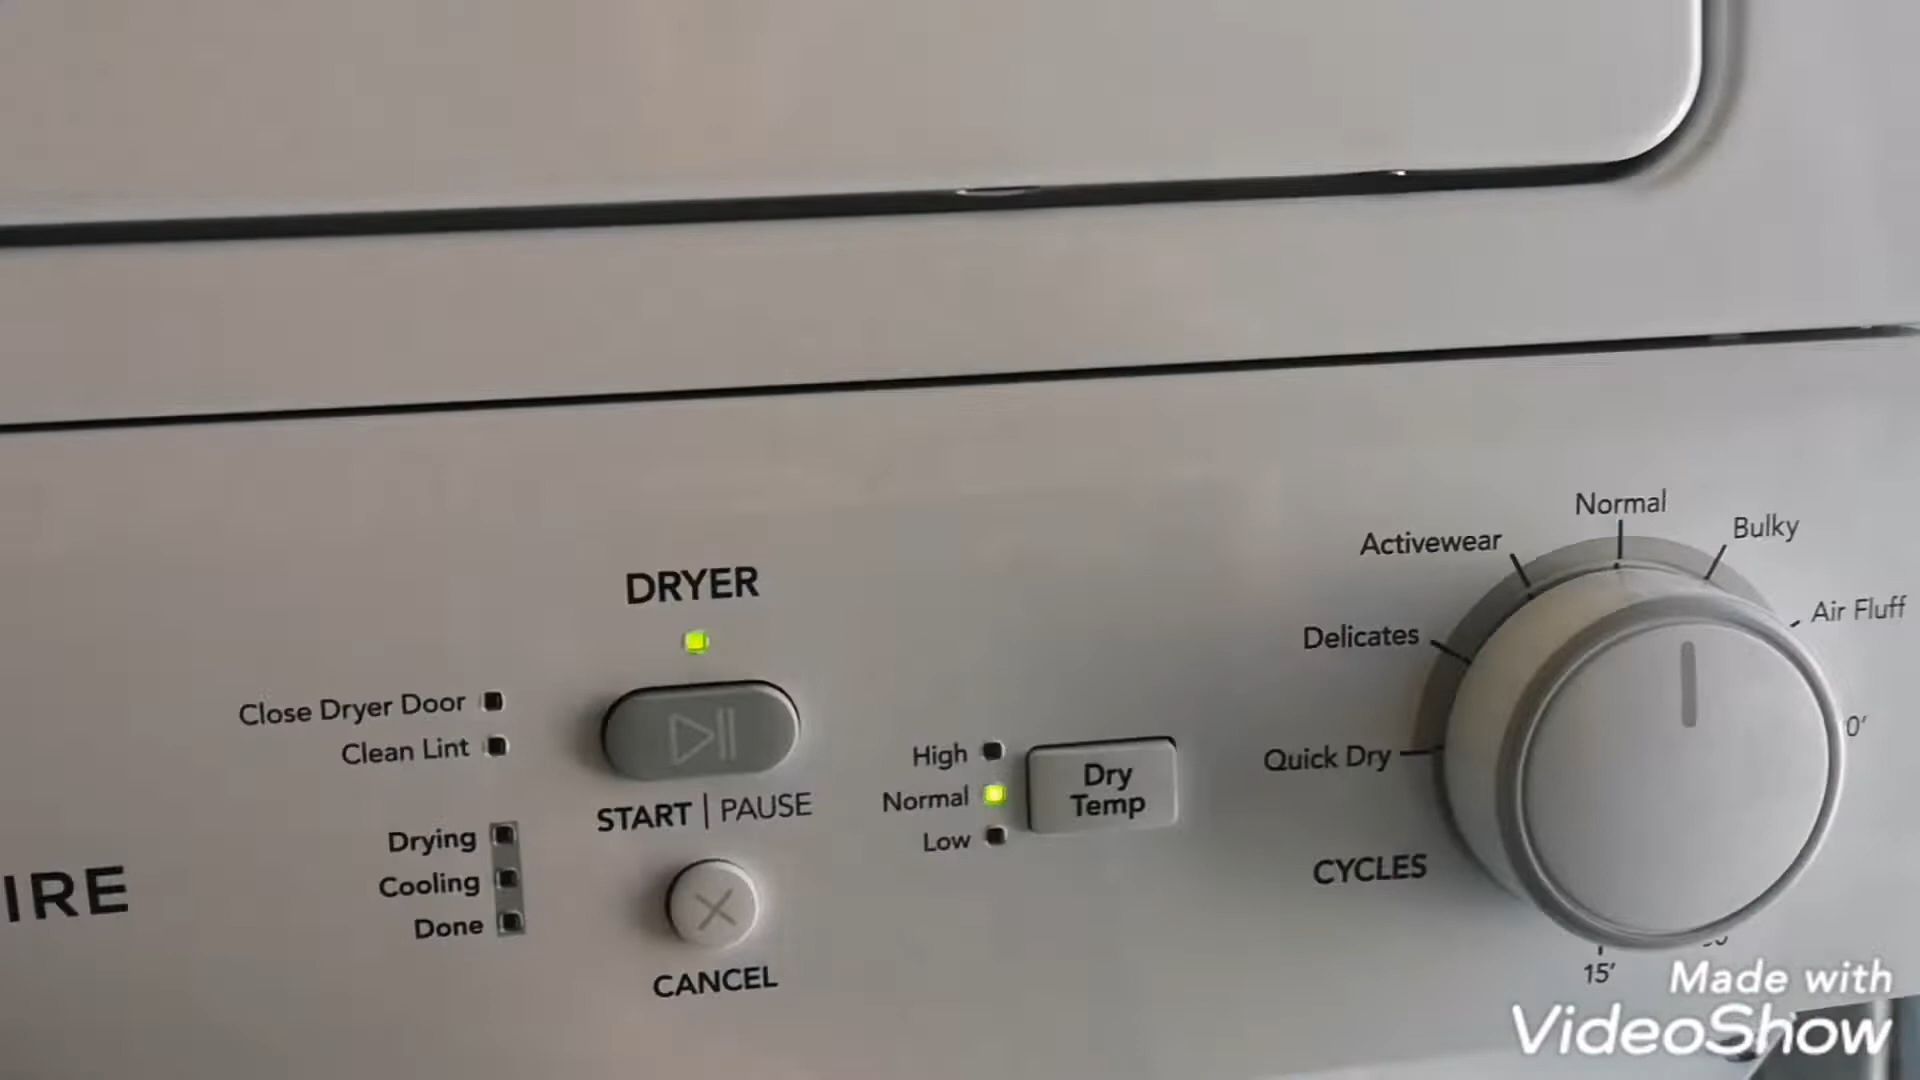 Normal
Bulky
Activewear
Air Fluff
DRYER
Delicates
Close Dryer Door
Clean Lint
High
Normal
Low
Dry
Temp
Quick Dry
START | PAUSE
Drying
Cooling
Done
IRE
CYCLES
CANCEL
15′
Made with
VideoShow